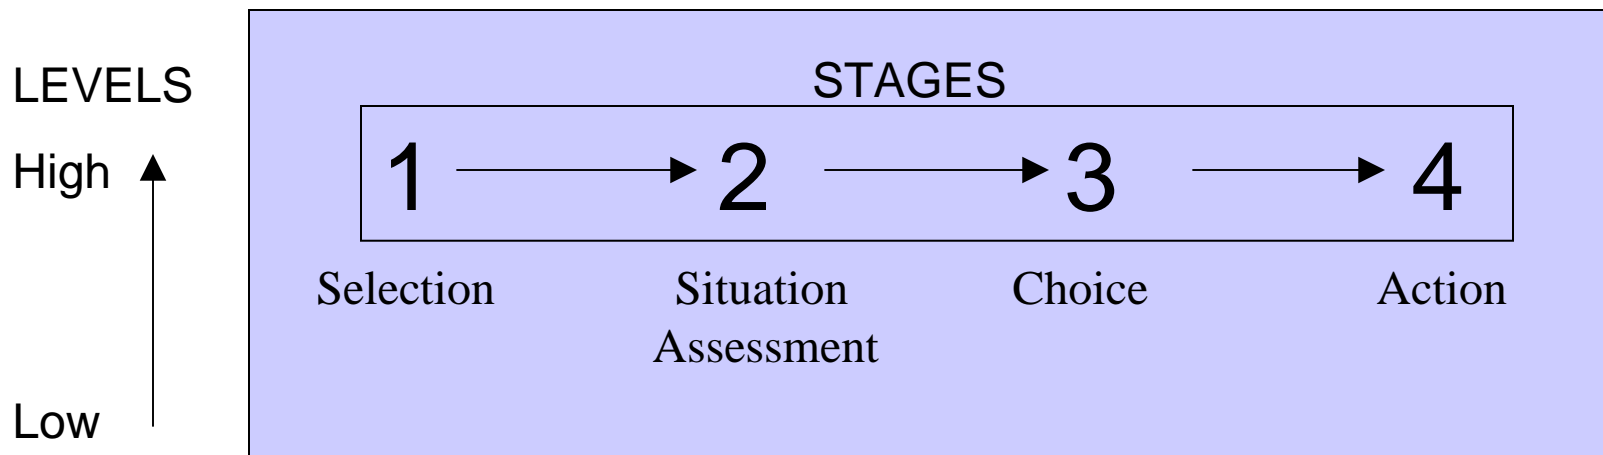 LEVELS
STAGES
High
1 2 3 4
Selection Situation Choice Action
Assessment
Low